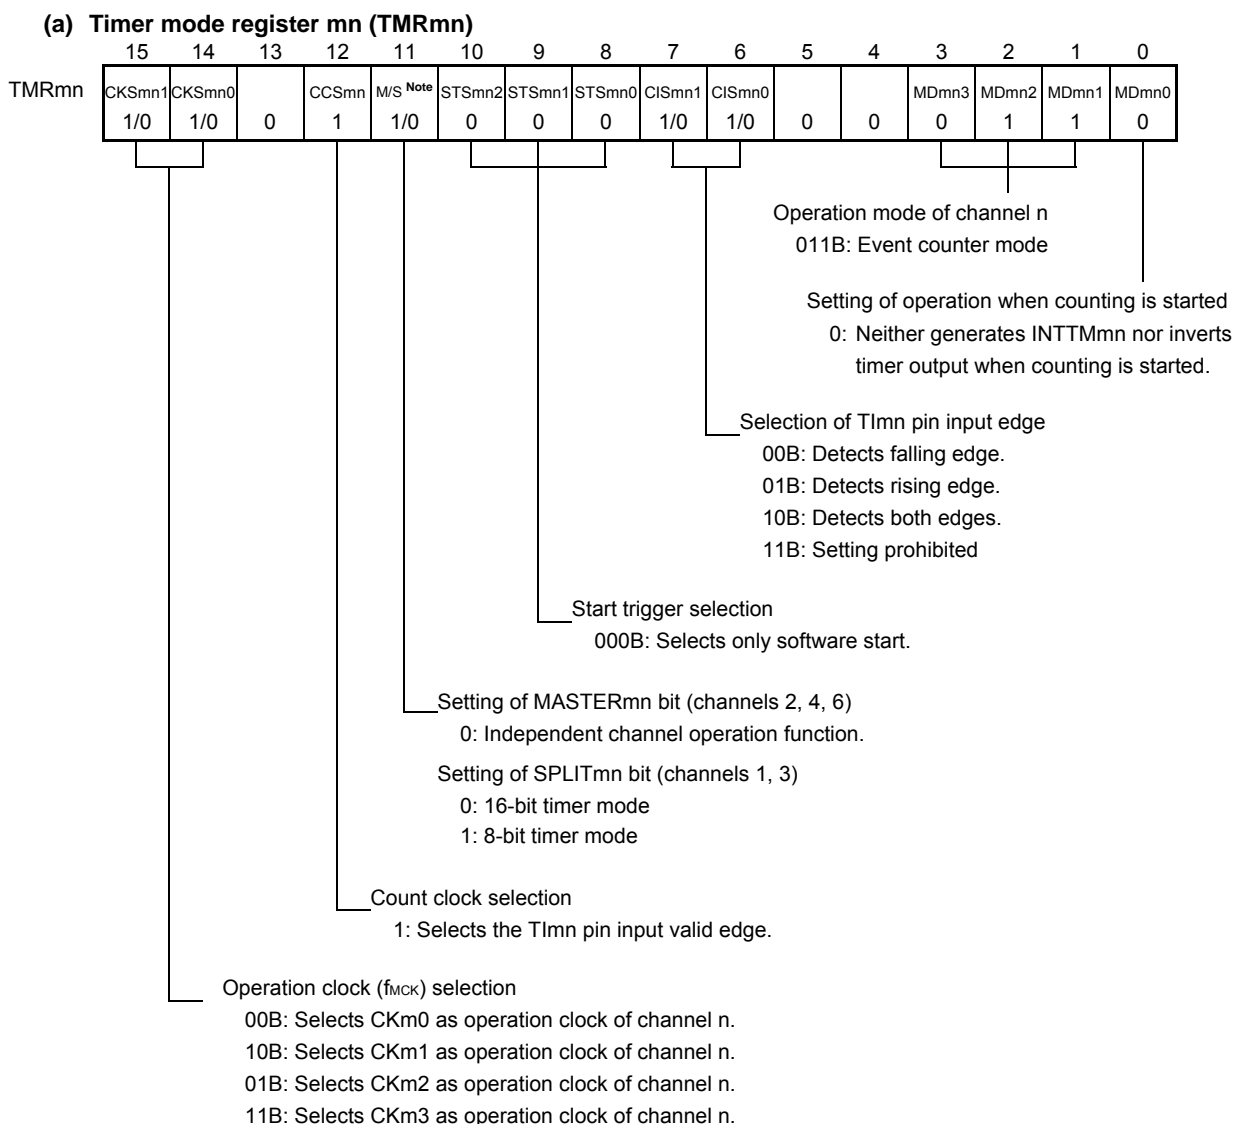 (a) Timer mode register mn (TMRmn)
15 14 13 12 11 10 9 8 7 6 5 4 3 2 1 0
TMRmn CKSmn1 CKSmn0 CCSmn M/S Note STSmn2 STSmn1 STSmn0 CISmn1 CISmn0 MDmn3 MDmn2 MDmn1 MDmn0
1/0 1/0 0 1 1/0 0 0 0 1/0 1/0 0 0 0 1 1 0
Operation mode of channel n
011B: Event counter mode
Setting of operation when counting is started
0: Neither generates INTTMmn nor inverts
timer output when counting is started.
Selection of TImn pin input edge
00B: Detects falling edge.
01B: Detects rising edge.
10B: Detects both edges.
11B: Setting prohibited
Start trigger selection
000B: Selects only software start.
Setting of MASTERmn bit (channels 2, 4, 6)
0: Independent channel operation function.
Setting of SPLITmn bit (channels 1, 3)
0: 16-bit timer mode
1: 8-bit timer mode
Count clock selection
1: Selects the TImn pin input valid edge.
Operation clock (fMCK) selection
00B: Selects CKm0 as operation clock of channel n.
10B: Selects CKm1 as operation clock of channel n.
01B: Selects CKm2 as operation clock of channel n.
11B: Selects CKm3 as operation clock of channel n.